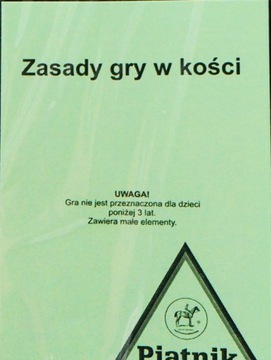 Zasady gry w kości
UWAGA!
Gra nie jest przeznaczona dla dzieci
poniżej 3 lat.
Zawiera małe elementy.
Piatnik